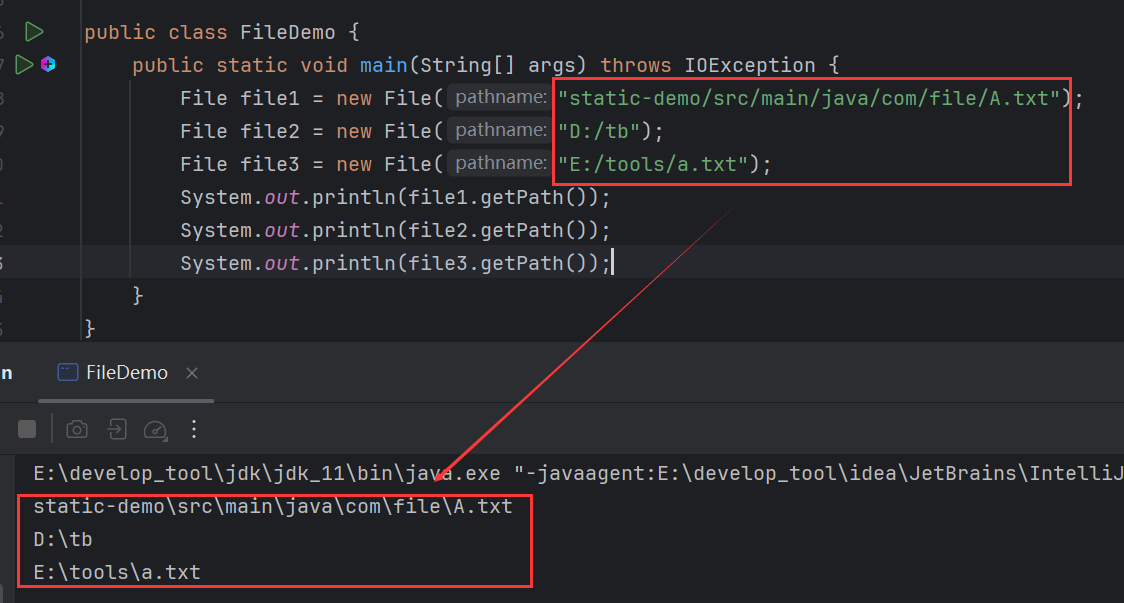 public class FileDemo {
public static void main(String[] args) throws IOException {
File file1 = new File( pathname: "static-demo/src/main/java/com/file/A.txt");
File file2 = new File( pathname: "D:/tb");
File file3 = new File( pathname: "E:/tools/a.txt");
System.out.println(file1.getPath());
System.out.println(file2.getPath());
System.out.println(file3.getPath());
}
}
n FileDemo ×
E:\develop_tool\jdk\jdk_11\bin\java.exe "-javaagent:E:\develop_tool\idea\JetBrains\IntelliJ
static-demo\src\main\java\com\file\A.txt
D:\tb
E:\tools\a.txt